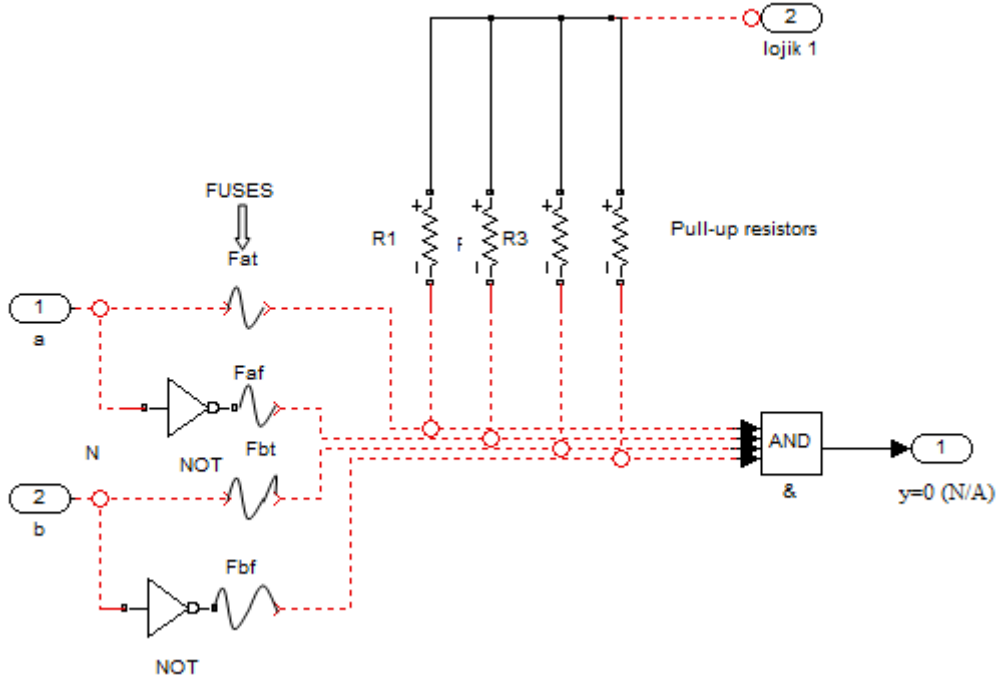 2
lojik 1
FUSES
Fat
R1
R3
Pull-up resistors
+
+
+
+
1
a
Faf
Fbt
N
NOT
AND
&
1
y=0 (N/A)
2
b
Fbf
NOT